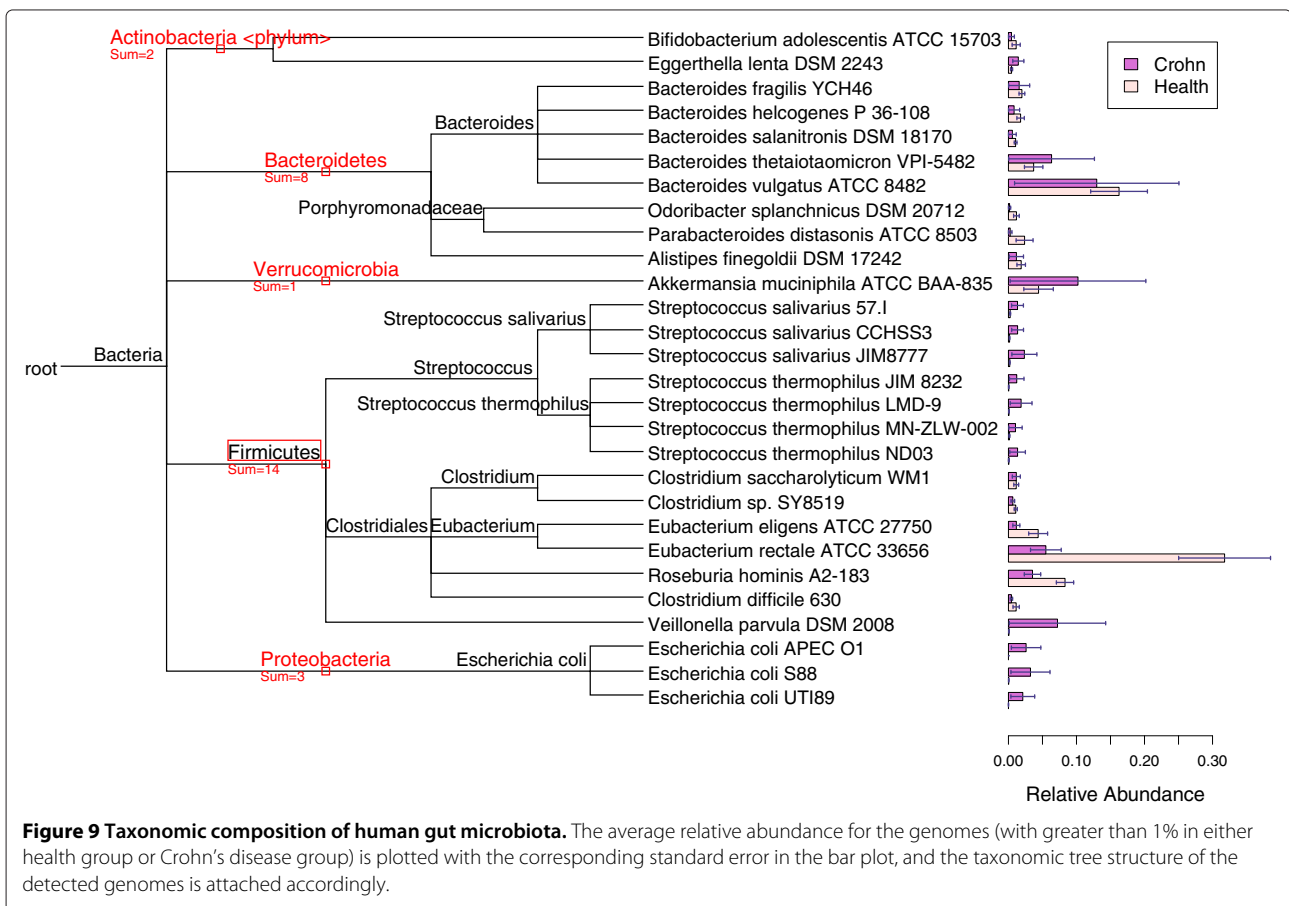 Actinobacteria <phylum>
Sum=2
Bifidobacterium adolescentis ATCC 15703
Eggerthella lenta DSM 2243
Bacteroides
Bacteroides fragilis YCH46
Bacteroides helcogenes P 36-108
Bacteroides salanitronis DSM 18170
Bacteroidetes
Sum=8
Bacteroides thetaiotaomicron VPI-5482
Bacteroides vulgatus ATCC 8482
Porphyromonadaceae
Odoribacter splanchnicus DSM 20712
Parabacteroides distasonis ATCC 8503
Alistipes finegoldii DSM 17242
Verrucomicrobia
Sum=1
Akkermansia muciniphila ATCC BAA-835
Streptococcus salivarius
Streptococcus salivarius 57.I
Streptococcus salivarius CCHSS3
Streptococcus salivarius JIM8777
root
Bacteria
Streptococcus
Streptococcus thermophilus
Streptococcus thermophilus JIM 8232
Streptococcus thermophilus LMD-9
Streptococcus thermophilus MN-ZLW-002
Streptococcus thermophilus ND03
Firmicutes
Sum=14
Clostridium
Clostridium saccharolyticum WM1
Clostridium sp. SY8519
Clostridiales
Eubacterium
Eubacterium eligens ATCC 27750
Eubacterium rectale ATCC 33656
Roseburia hominis A2-183
Clostridium difficile 630
Veillonella parvula DSM 2008
Proteobacteria
Sum=3
Escherichia coli
Escherichia coli APEC O1
Escherichia coli S88
Escherichia coli UTI89
Crohn
Health
0.00 0.10 0.20 0.30
Relative Abundance
Figure 9 Taxonomic composition of human gut microbiota. The average relative abundance for the genomes (with greater than 1% in either
health group or Crohn's disease group) is plotted with the corresponding standard error in the bar plot, and the taxonomic tree structure of the
detected genomes is attached accordingly.